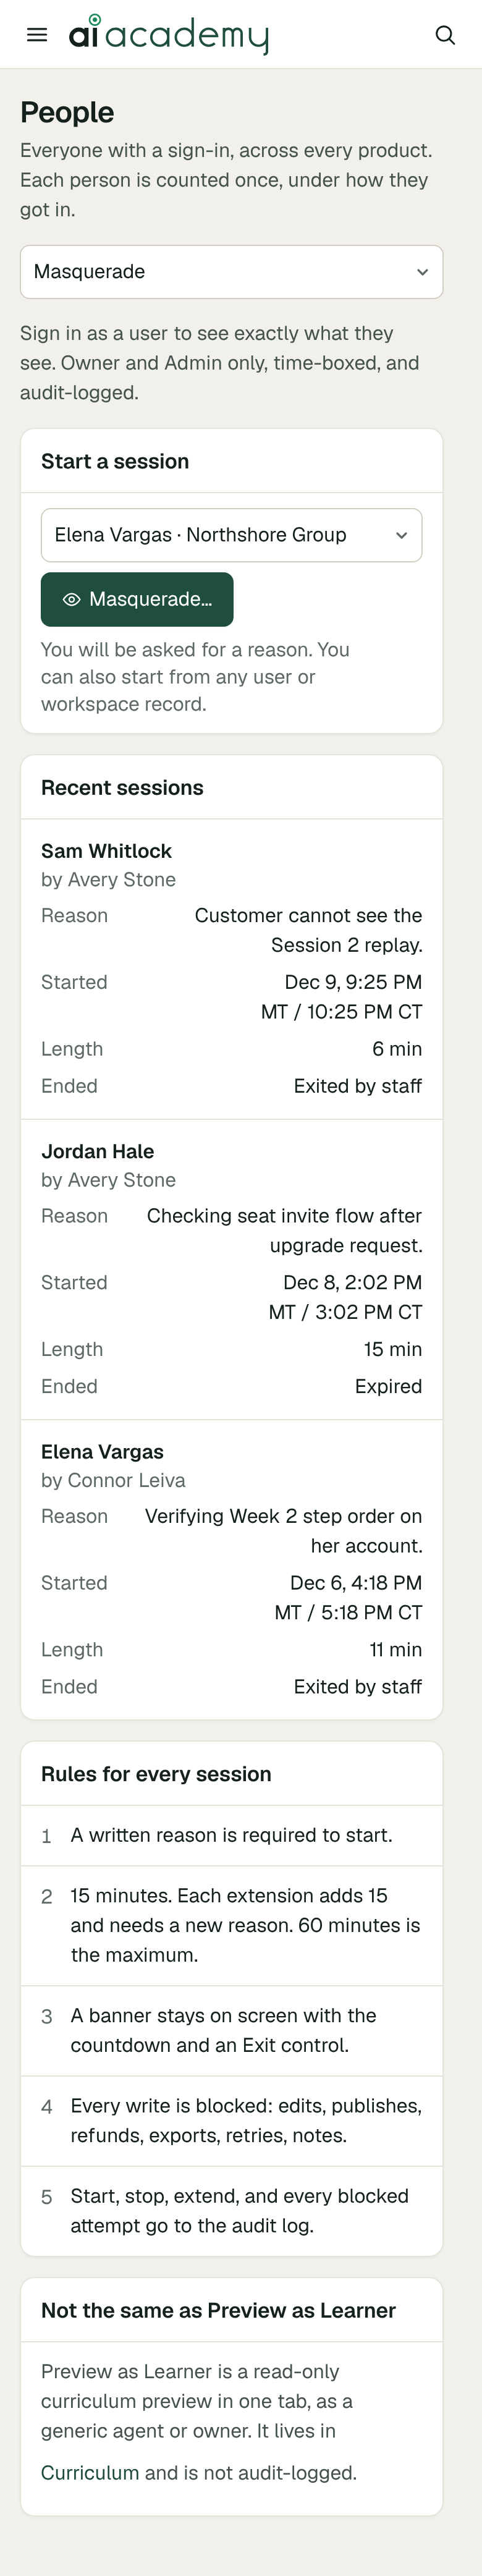 ai academy
People
Everyone with a sign-in, across every product.
Each person is counted once, under how they
got in.
Masquerade
Sign in as a user to see exactly what they
see. Owner and Admin only, time-boxed, and
audit-logged.
Start a session
Elena Vargas · Northshore Group
Masquerade...
You will be asked for a reason. You
can also start from any user or
workspace record.
Recent sessions
Sam Whitlock
by Avery Stone
Reason Customer cannot see the
Session 2 replay.
Started Dec 9, 9:25 PM
MT / 10:25 PM CT
Length 6 min
Ended Exited by staff
Jordan Hale
by Avery Stone
Reason Checking seat invite flow after
upgrade request.
Started Dec 8, 2:02 PM
MT / 3:02 PM CT
Length 15 min
Ended Expired
Elena Vargas
by Connor Leiva
Reason Verifying Week 2 step order on
her account.
Started Dec 6, 4:18 PM
MT / 5:18 PM CT
Length 11 min
Ended Exited by staff
Rules for every session
1 A written reason is required to start.
2 15 minutes. Each extension adds 15
and needs a new reason. 60 minutes is
the maximum.
3 A banner stays on screen with the
countdown and an Exit control.
4 Every write is blocked: edits, publishes,
refunds, exports, retries, notes.
5 Start, stop, extend, and every blocked
attempt go to the audit log.
Not the same as Preview as Learner
Preview as Learner is a read-only
curriculum preview in one tab, as a
generic agent or owner. It lives in
Curriculum and is not audit-logged.